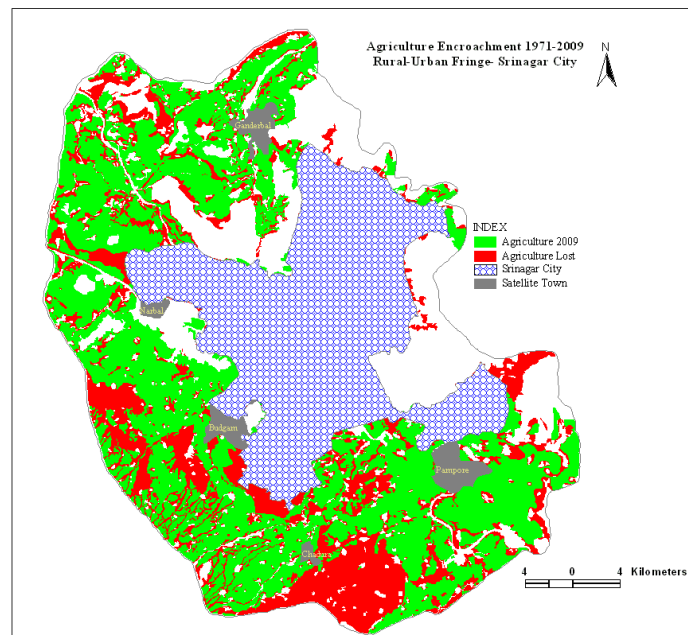 Agriculture Encroachment 1971-2009
Rural-Urban Fringe- Srinagar City
N
Ganderbal
INDEX
Agriculture 2009
Agriculture Lost
Srinagar City
Satellite Town
Narbal
Budgam
Pampore
Chadura
4 0 4 Kilometers